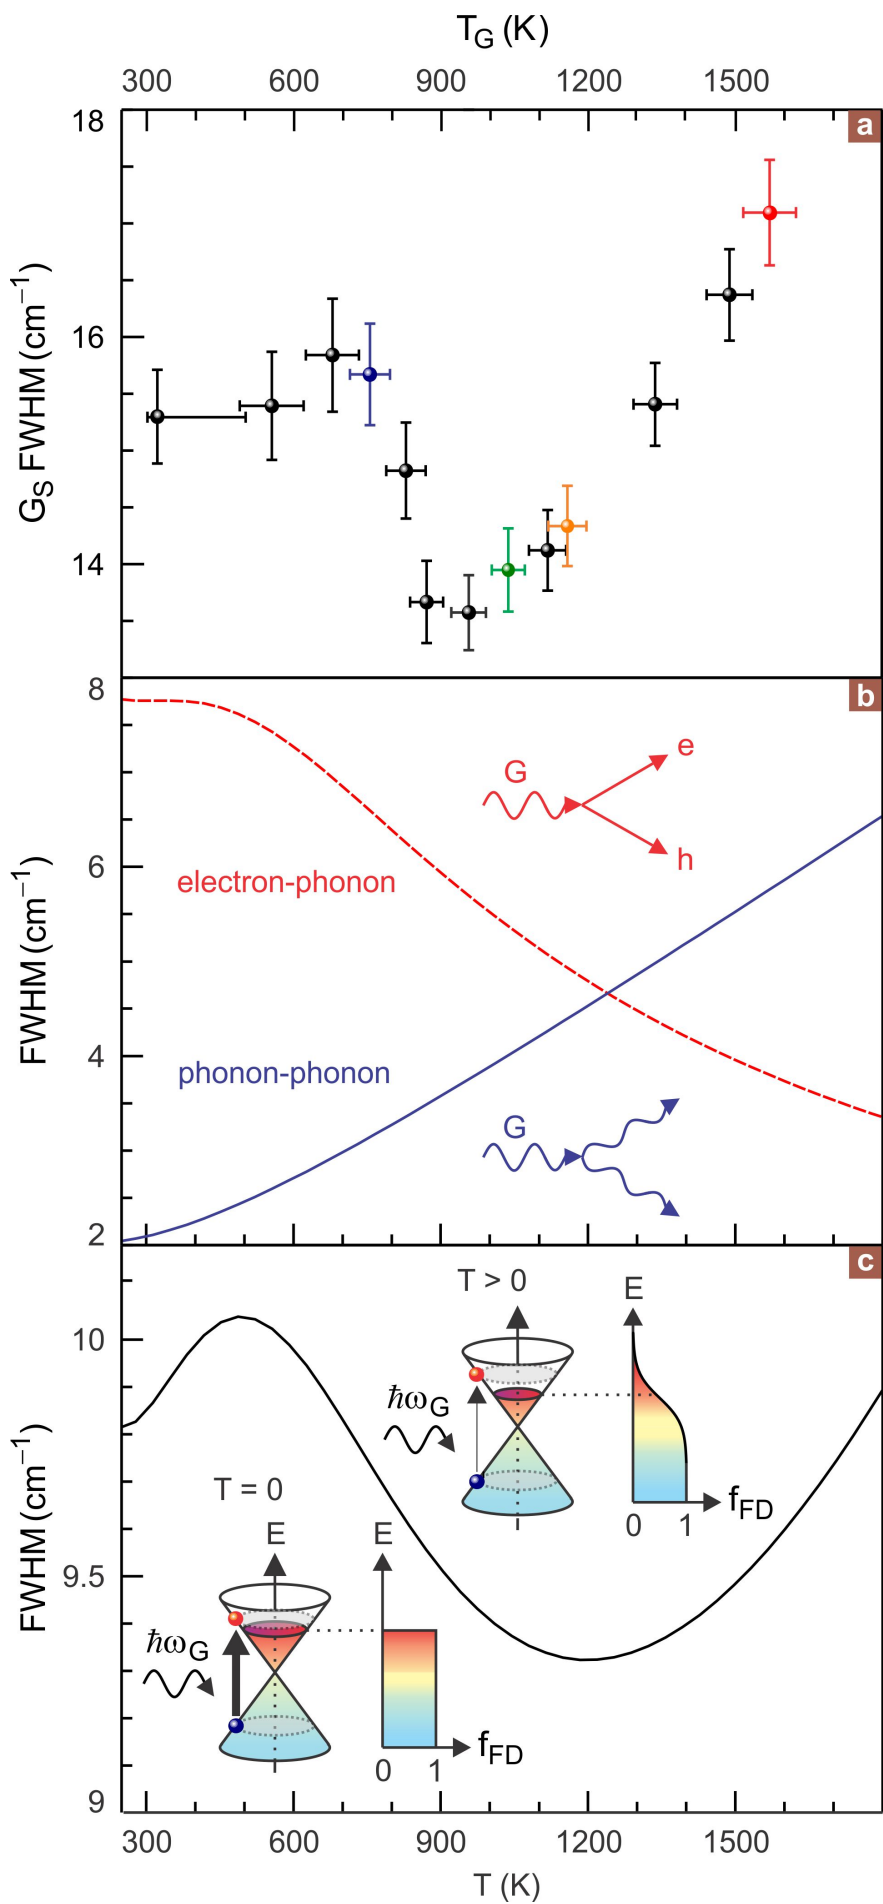 T_G (K)
300 600 900 1200 1500
a
18
16
14
G_S FWHM (cm⁻¹)
b
8
6
4
2
FWHM (cm⁻¹)
electron-phonon
G
e
h
phonon-phonon
G
c
10
9.5
9
FWHM (cm⁻¹)
T > 0
E
ħω_G
f_FD
0 1
T = 0
E E
ħω_G
f_FD
0 1
300 600 900 1200 1500
T (K)